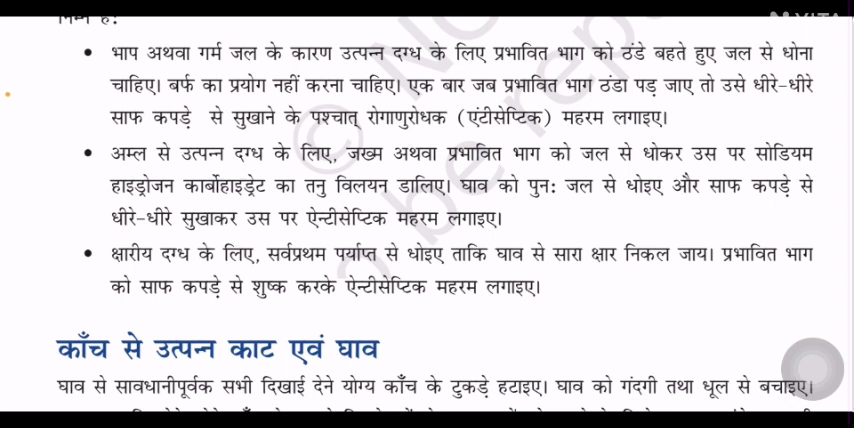 निम्न हैः
• भाप अथवा गर्म जल के कारण उत्पन्न दग्ध के लिए प्रभावित भाग को ठंडे बहते हुए जल से धोना
चाहिए। बर्फ का प्रयोग नहीं करना चाहिए। एक बार जब प्रभावित भाग ठंडा पड़ जाए तो उसे धीरे-धीरे
साफ कपड़े से सुखाने के पश्चात् रोगाणुरोधक (एंटीसेप्टिक) महरम लगाइए।
• अम्ल से उत्पन्न दग्ध के लिए, जख्म अथवा प्रभावित भाग को जल से धोकर उस पर सोडियम
हाइड्रोजन कार्बोहाइड्रेट का तनु विलयन डालिए। घाव को पुन: जल से धोइए और साफ कपड़े से
धीरे-धीरे सुखाकर उस पर ऐन्टीसेप्टिक महरम लगाइए।
• क्षारीय दग्ध के लिए, सर्वप्रथम पर्याप्त से धोइए ताकि घाव से सारा क्षार निकल जाय। प्रभावित भाग
को साफ कपड़े से शुष्क करके ऐन्टीसेप्टिक महरम लगाइए।
काँच से उत्पन्न काट एवं घाव
घाव से सावधानीपूर्वक सभी दिखाई देने योग्य काँच के टुकड़े हटाइए। घाव को गंदगी तथा धूल से बचाइए।